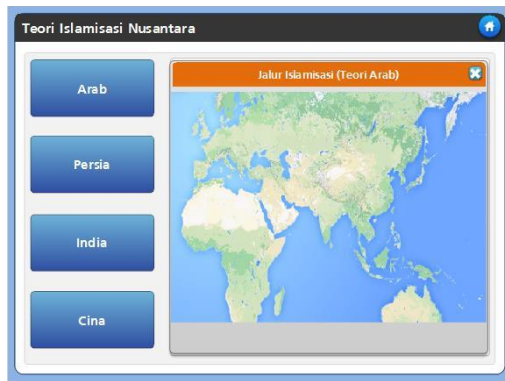 Teori Islamisasi Nusantara
Arab
Persia
India
Cina
Jalur Islamisasi (Teori Arab)